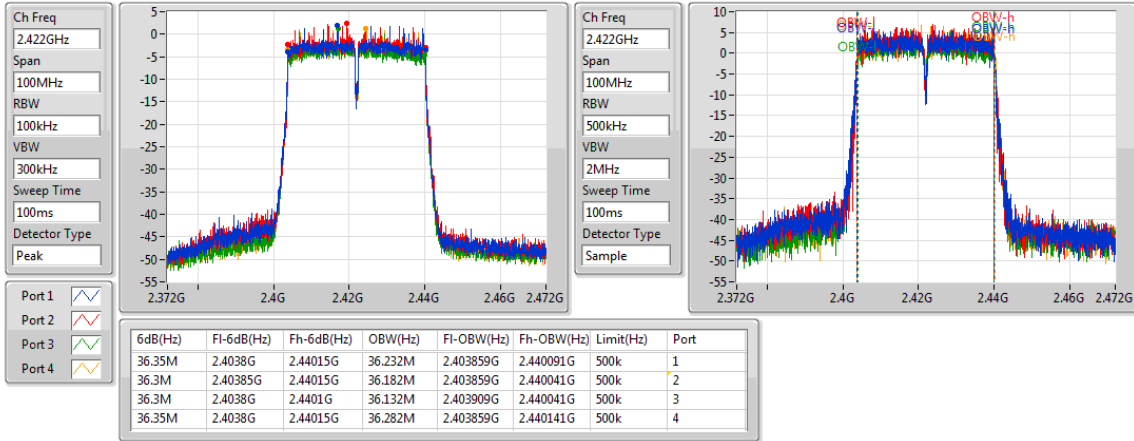 Ch Freq
2.422GHz
Span
100MHz
RBW
100kHz
VBW
300kHz
Sweep Time
100ms
Detector Type
Peak
Port 1
Port 2
Port 3
Port 4
5
0
-5
-10
-15
-20
-25
-30
-35
-40
-45
-50
-55
2.372G 2.4G 2.42G 2.44G 2.46G 2.472G
Ch Freq
2.422GHz
Span
100MHz
RBW
500kHz
VBW
2MHz
Sweep Time
100ms
Detector Type
Sample
10
5
0
-5
-10
-15
-20
-25
-30
-35
-40
-45
-50
-55
OBW-h
OBW-h
2.372G 2.4G 2.42G 2.44G 2.46G 2.472G
6dB(Hz) Fl-6dB(Hz) Fh-6dB(Hz) OBW(Hz) Fl-OBW(Hz) Fh-OBW(Hz) Limit(Hz) Port
36.35M 2.4038G 2.44015G 36.232M 2.403859G 2.440091G 500k 1
36.3M 2.40385G 2.44015G 36.182M 2.403859G 2.440041G 500k 2
36.3M 2.4038G 2.4401G 36.132M 2.403909G 2.440041G 500k 3
36.35M 2.4038G 2.44015G 36.282M 2.403859G 2.440141G 500k 4